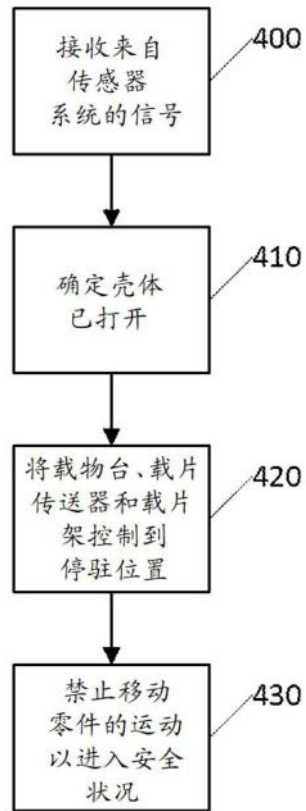 接收来自
传感器
系统的信号
400
确定壳体
已打开
410
将载物台、载片
传送器和载片
架控制到
停驻位置
420
禁止移动
零件的运动
以进入安全
状况
430